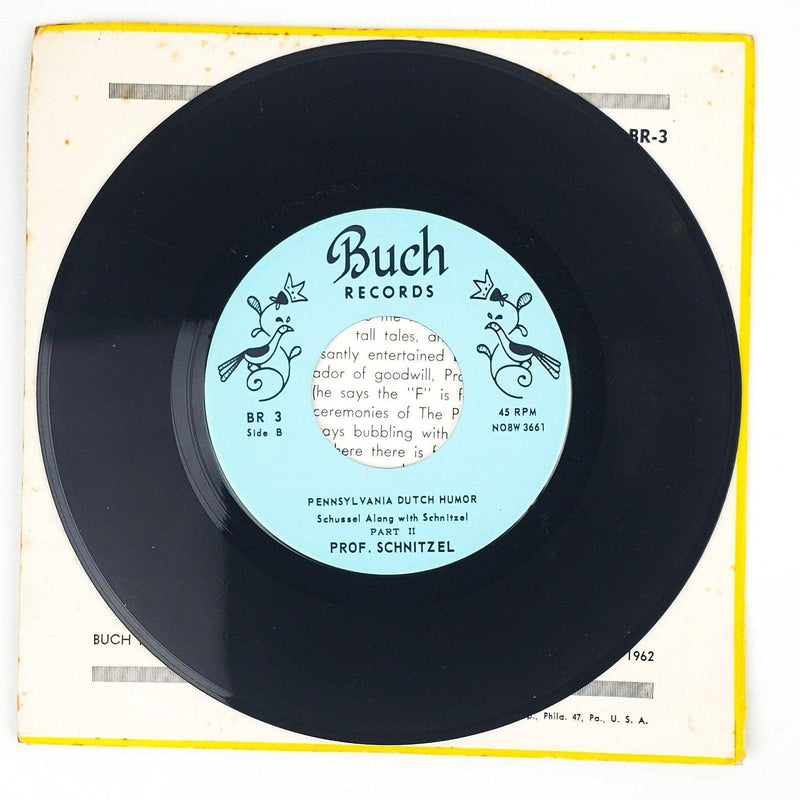 BR-3
Buch
RECORDS
tall tales, an
santly entertained
ador of goodwill, Pro
(he says the "F" is f
ceremonies of The P
ays bubbling with
here there is f
BR 3
Side B
45 RPM
NO8W 3661
PENNSYLVANIA DUTCH HUMOR
Schussel Along with Schnitzel
PART II
PROF. SCHNITZEL
BUCH
1962
Phila. 47, Pa., U. S. A.